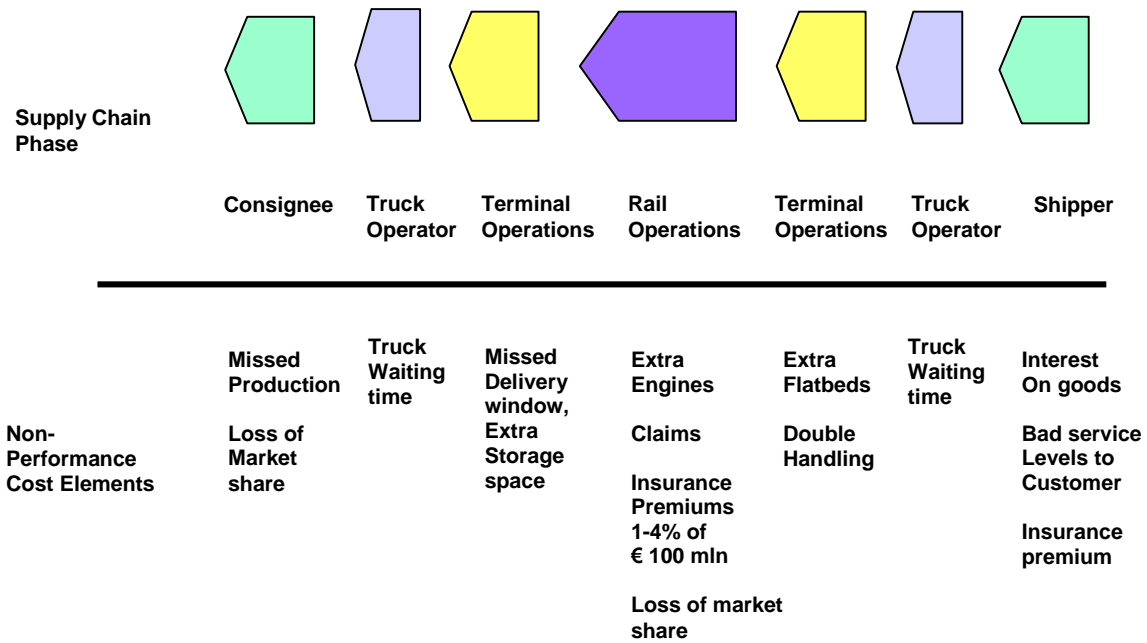 Supply Chain
Phase
Consignee
Truck
Operator
Terminal
Operations
Rail
Operations
Terminal
Operations
Truck
Operator
Shipper
Non-
Performance
Cost Elements
Missed
Production
Loss of
Market
share
Truck
Waiting
time
Missed
Delivery
window,
Extra
Storage
space
Extra
Engines
Claims
Insurance
Premiums
1-4% of
€ 100 mln
Loss of market
share
Extra
Flatbeds
Double
Handling
Truck
Waiting
time
Interest
On goods
Bad service
Levels to
Customer
Insurance
premium